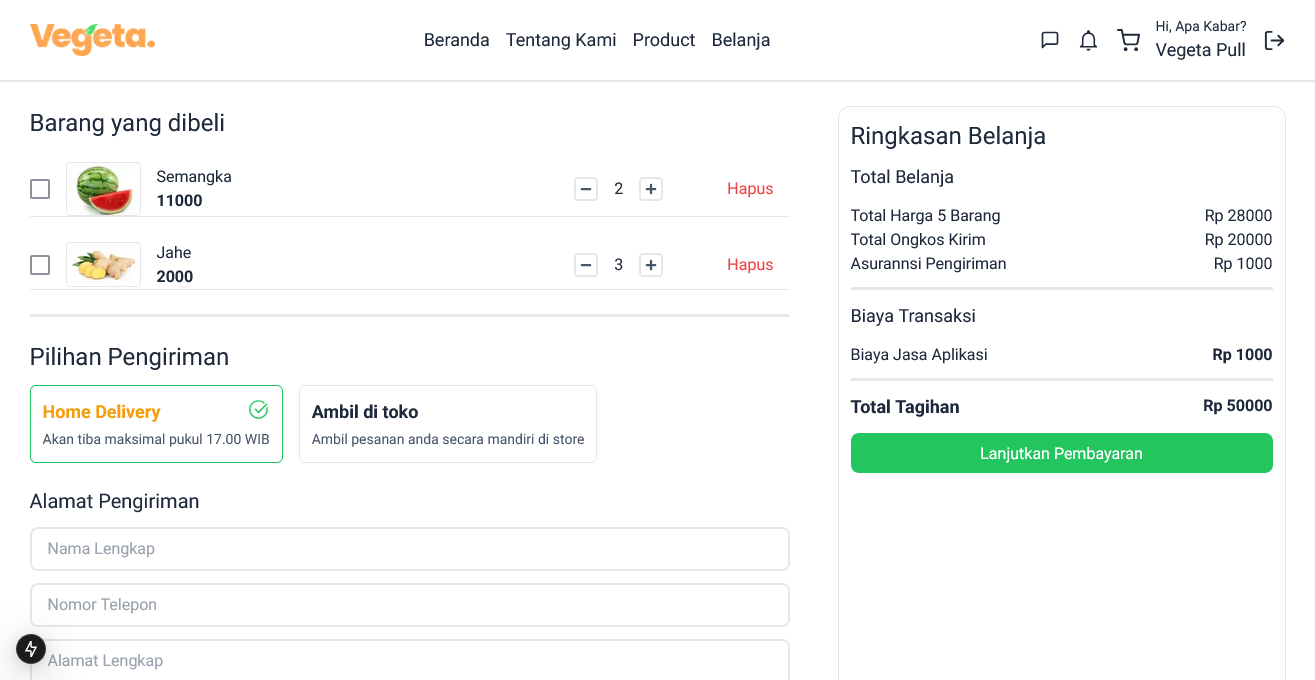 Vegeta.
Beranda
Tentang Kami
Product
Belanja
Hi, Apa Kabar?
Vegeta Pull
Barang yang dibeli
Semangka
11000
2
Hapus
Jahe
2000
3
Hapus
Pilihan Pengiriman
Home Delivery
Akan tiba maksimal pukul 17.00 WIB
Ambil di toko
Ambil pesanan anda secara mandiri di store
Alamat Pengiriman
Nama Lengkap
Nomor Telepon
Alamat Lengkap
Ringkasan Belanja
Total Belanja
Total Harga 5 Barang Rp 28000
Total Ongkos Kirim Rp 20000
Asurannsi Pengiriman Rp 1000
Biaya Transaksi
Biaya Jasa Aplikasi Rp 1000
Total Tagihan Rp 50000
Lanjutkan Pembayaran